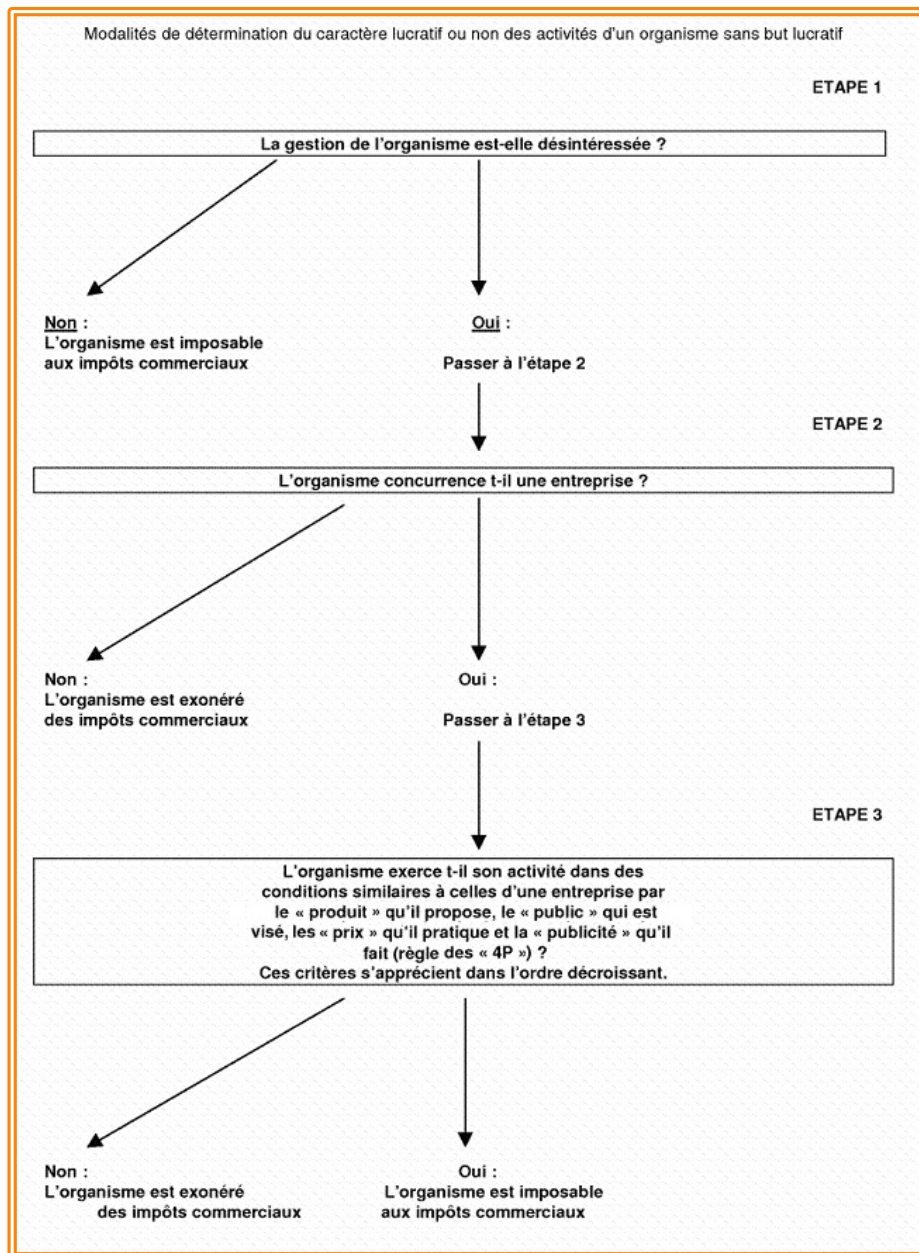 Modalités de détermination du caractère lucratif ou non des activités d'un organisme sans but lucratif
ETAPE 1
La gestion de l'organisme est-elle désintéressée ?
Non :
L'organisme est imposable
aux impôts commerciaux
Oui :
Passer à l'étape 2
ETAPE 2
L'organisme concurrence t-il une entreprise ?
Non :
L'organisme est exonéré
des impôts commerciaux
Oui :
Passer à l'étape 3
ETAPE 3
L'organisme exerce t-il son activité dans des
conditions similaires à celles d'une entreprise par
le « produit » qu'il propose, le « public » qui est
visé, les « prix » qu'il pratique et la « publicité » qu'il
fait (règle des « 4P ») ?
Ces critères s'apprécient dans l'ordre décroissant.
Non :
L'organisme est exonéré
des impôts commerciaux
Oui :
L'organisme est imposable
aux impôts commerciaux